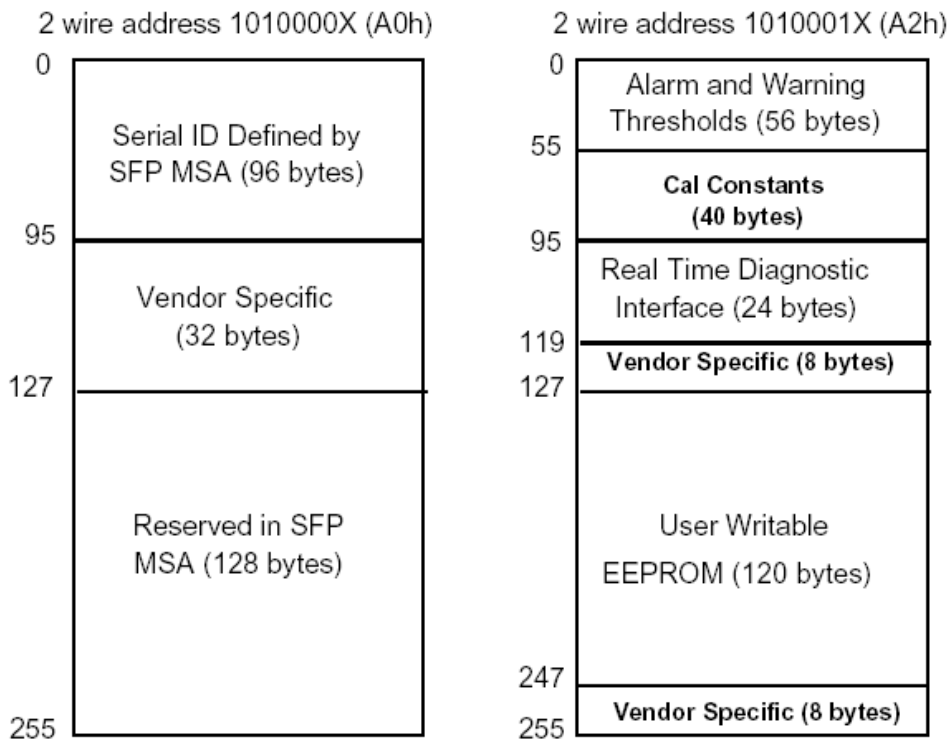 2 wire address 1010000X (A0h)
0
Serial ID Defined by
SFP MSA (96 bytes)
95
Vendor Specific
(32 bytes)
127
Reserved in SFP
MSA (128 bytes)
255
2 wire address 1010001X (A2h)
0
Alarm and Warning
Thresholds (56 bytes)
55
Cal Constants
(40 bytes)
95
Real Time Diagnostic
Interface (24 bytes)
119
Vendor Specific (8 bytes)
127
User Writable
EEPROM (120 bytes)
247
Vendor Specific (8 bytes)
255